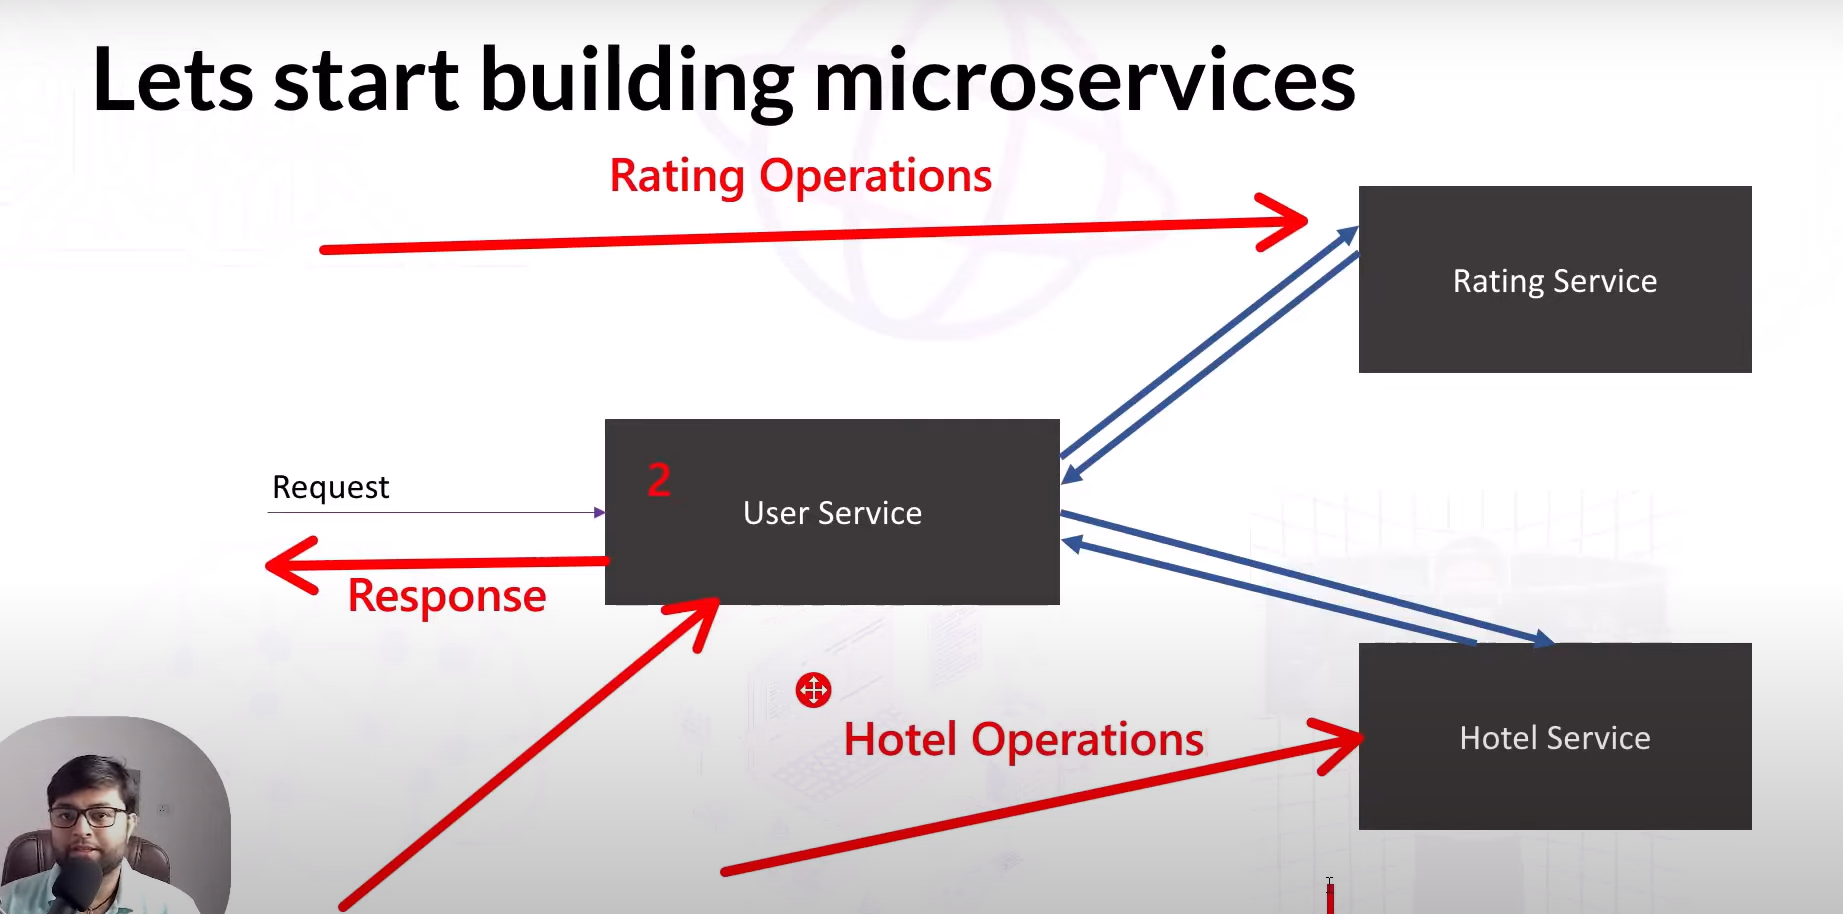 Lets start building microservices
Rating Operations
Rating Service
Request
2
User Service
Response
Hotel Operations
Hotel Service